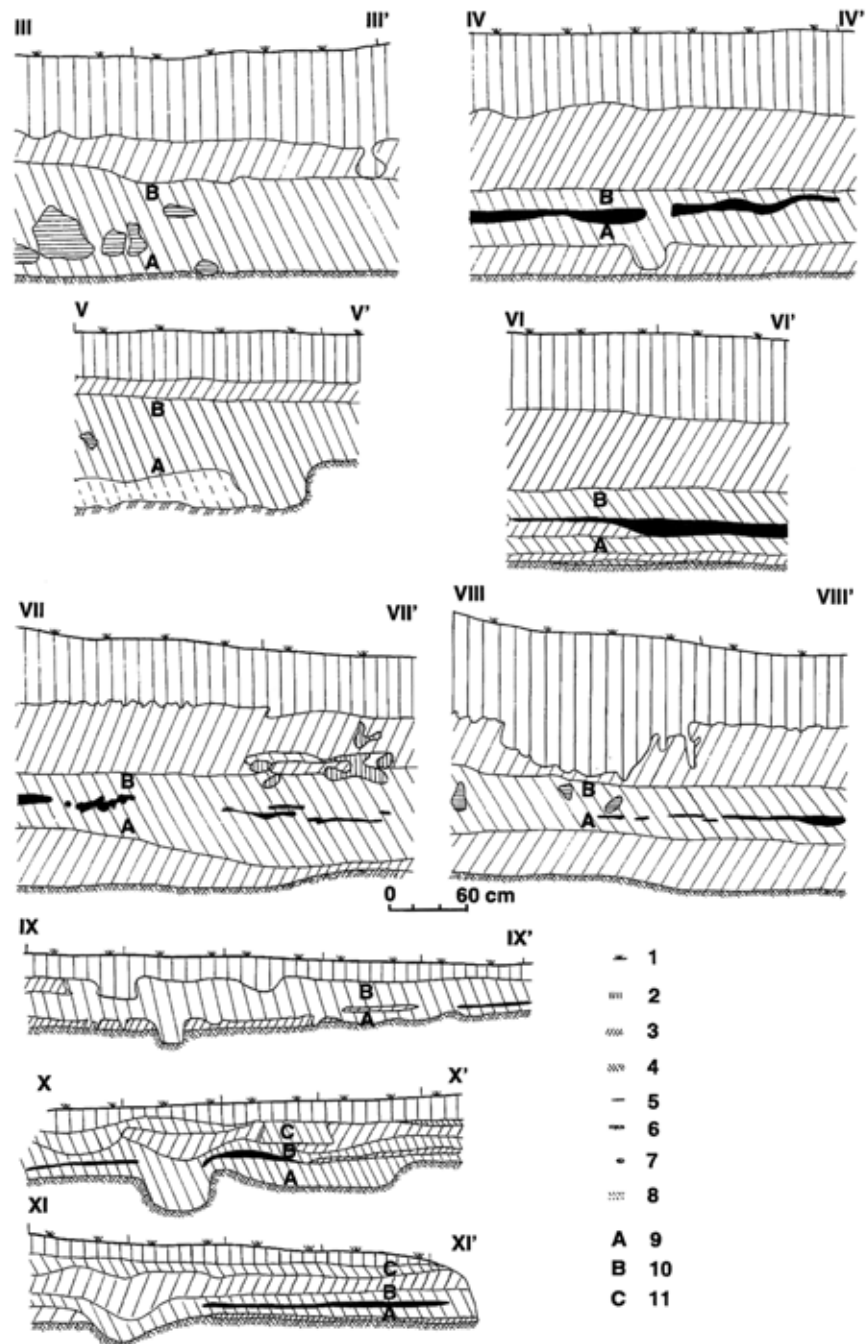 III III' IV IV'
B B
A A
V V' VI VI'
B B
A A
VII VII' VIII VIII'
B B
A A
0 60 cm
IX IX'
B
A
X X'
C
B
A
XI XI'
C
B
A
1
2
3
4
5
6
7
8
A 9
B 10
C 11